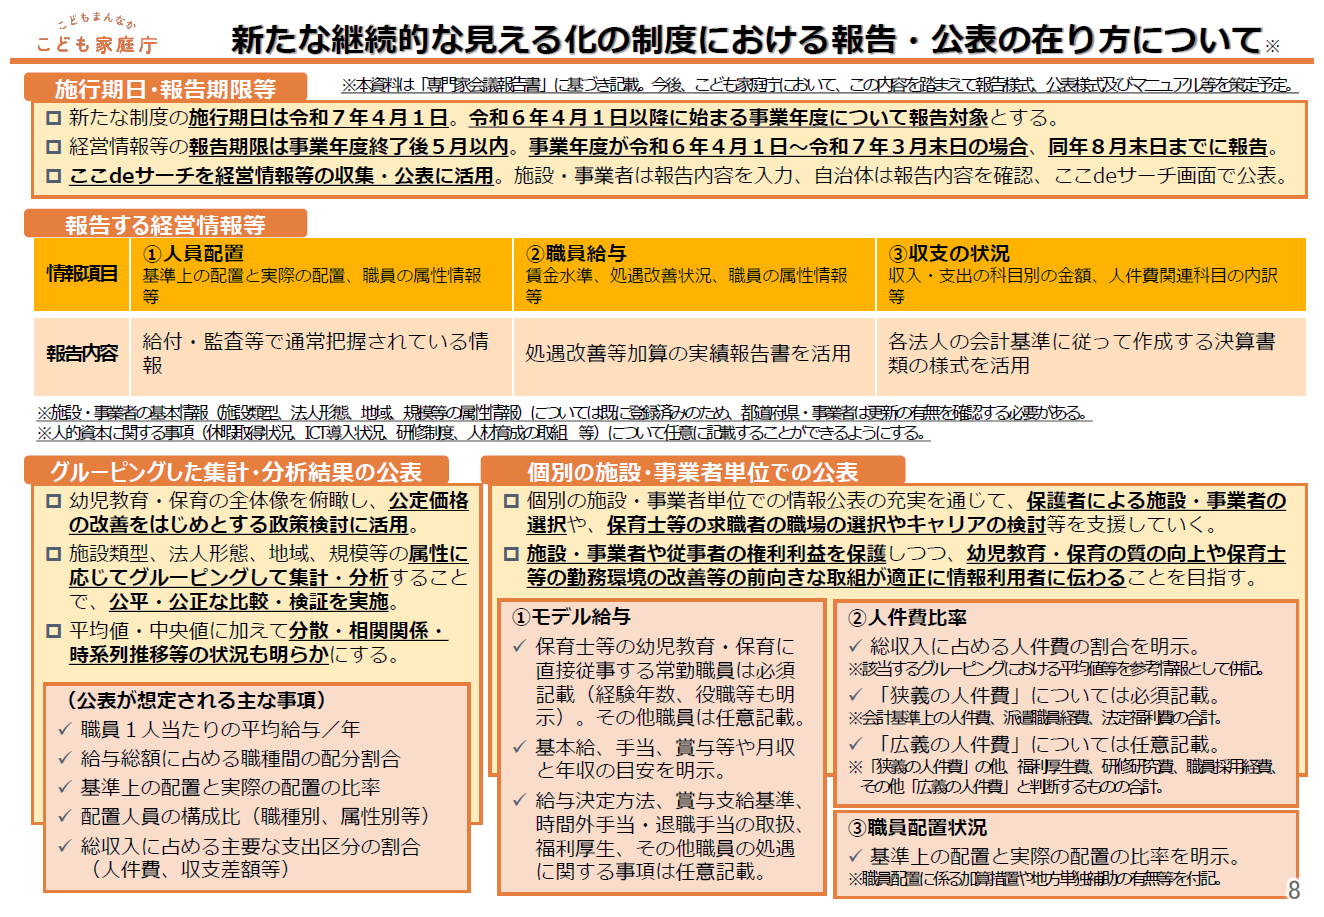 こどもまんなか
こども家庭庁
新たな継続的な見える化の制度における報告・公表の在り方について※
施行期日・報告期限等
※本資料は「専門家会議報告書」に基づき記載。今後、こども家庭庁において、この内容を踏まえて報告様式、公表様式及びマニュアル等を策定予定。
新たな制度の施行期日は令和７年４月１日。令和６年４月１日以降に始まる事業年度について報告対象とする。
経営情報等の報告期限は事業年度終了後５月以内。事業年度が令和６年４月１日～令和７年３月末日の場合、同年８月末日までに報告。
ここdeサーチを経営情報等の収集・公表に活用。施設・事業者は報告内容を入力、自治体は報告内容を確認、ここdeサーチ画面で公表。
報告する経営情報等
情報項目
①人員配置
基準上の配置と実際の配置、職員の属性情報
等
②職員給与
賃金水準、処遇改善状況、職員の属性情報
等
③収支の状況
収入・支出の科目別の金額、人件費関連科目の内訳
等
報告内容
給付・監査等で通常把握されている情
報
処遇改善等加算の実績報告書を活用
各法人の会計基準に従って作成する決算書
類の様式を活用
※施設・事業者の基本情報（施設類型、法人形態、地域、規模等の属性情報）については既に登録済みのため、都道府県・事業者は更新の有無を確認する必要がある。
※人的資本に関する事項（休暇取得状況、ICT導入状況、研修制度、人材育成の取組　等）について任意に記載することができるようにする。
グルーピングした集計・分析結果の公表
幼児教育・保育の全体像を俯瞰し、公定価格
の改善をはじめとする政策検討に活用。
施設類型、法人形態、地域、規模等の属性に
応じてグルーピングして集計・分析すること
で、公平・公正な比較・検証を実施。
平均値・中央値に加えて分散・相関関係・
時系列推移等の状況も明らかにする。
（公表が想定される主な事項）
✓ 職員１人当たりの平均給与／年
✓ 給与総額に占める職種間の配分割合
✓ 基準上の配置と実際の配置の比率
✓ 配置人員の構成比（職種別、属性別等）
✓ 総収入に占める主要な支出区分の割合
（人件費、収支差額等）
個別の施設・事業者単位での公表
個別の施設・事業者単位での情報公表の充実を通じて、保護者による施設・事業者の
選択や、保育士等の求職者の職場の選択やキャリアの検討等を支援していく。
施設・事業者や従事者の権利利益を保護しつつ、幼児教育・保育の質の向上や保育士
等の勤務環境の改善等の前向きな取組が適正に情報利用者に伝わることを目指す。
①モデル給与
✓ 保育士等の幼児教育・保育に
直接従事する常勤職員は必須
記載（経験年数、役職等も明
示）。その他職員は任意記載。
✓ 基本給、手当、賞与等や月収
と年収の目安を明示。
✓ 給与決定方法、賞与支給基準、
時間外手当・退職手当の取扱、
福利厚生、その他職員の処遇
に関する事項は任意記載。
②人件費比率
✓ 総収入に占める人件費の割合を明示。
※該当するグルーピングにおける平均値等を参考情報として併記。
✓ 「狭義の人件費」については必須記載。
※会計基準上の人件費、派遣職員経費、法定福利費の合計。
✓ 「広義の人件費」については任意記載。
※「狭義の人件費」の他、福利厚生費、研修研究費、職員採用経費、
その他「広義の人件費」と判断するものの合計。
③職員配置状況
✓ 基準上の配置と実際の配置の比率を明示。
※職員配置に係る加算措置や地方単独補助の有無等を付記。
8